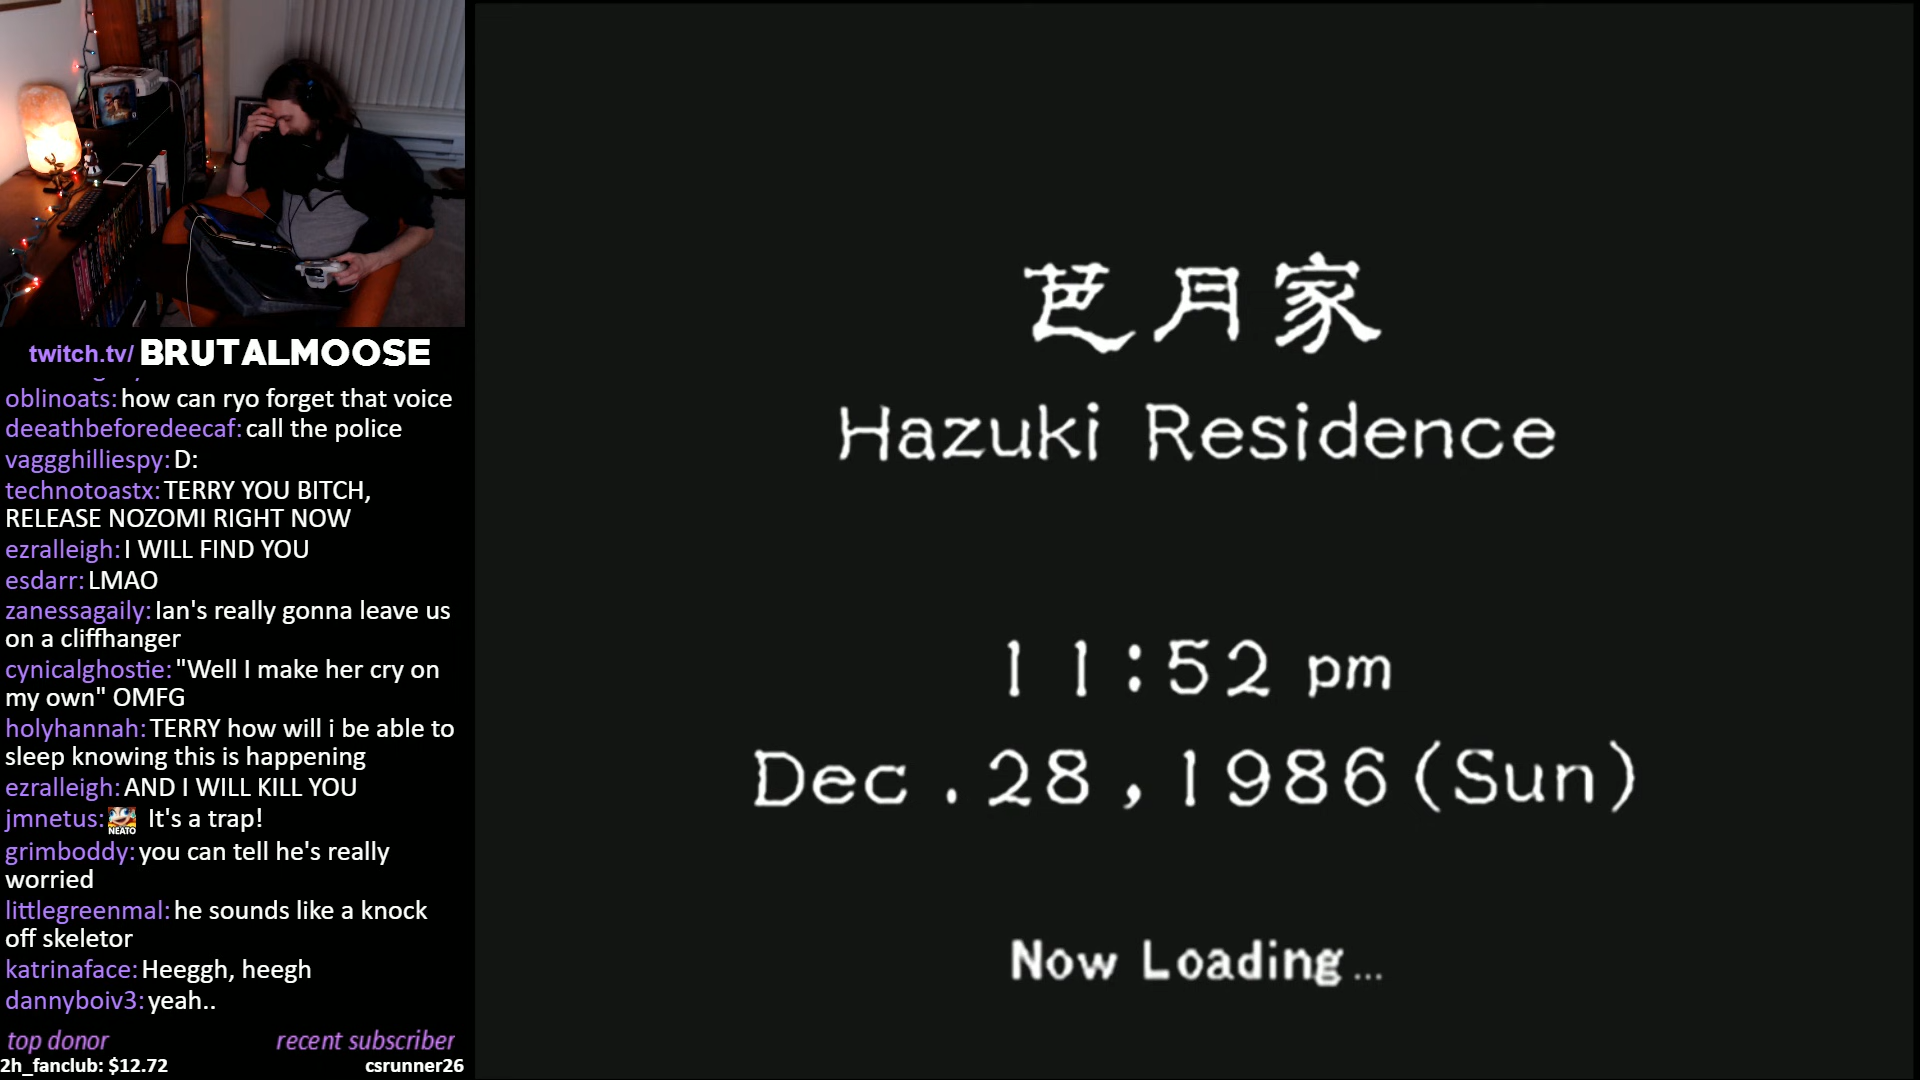 twitch.tv/ BRUTALMOOSE
oblinoats: how can ryo forget that voice
deeathbeforedeecaf: call the police
vaggghilliespy: D:
technotoastx: TERRY YOU BITCH,
RELEASE NOZOMI RIGHT NOW
ezralleigh: I WILL FIND YOU
esdarr: LMAO
zanessagaily: Ian's really gonna leave us
on a cliffhanger
cynicalghostie: "Well I make her cry on
my own" OMFG
holyhannah: TERRY how will i be able to
sleep knowing this is happening
ezralleigh: AND I WILL KILL YOU
jmnetus: NEATO It's a trap!
grimboddy: you can tell he's really
worried
littlegreenmal: he sounds like a knock
off skeletor
katrinaface: Heeggh, heegh
dannyboiv3: yeah..
top donor recent subscriber
2h_fanclub: $12.72 csrunner26
芭月家
Hazuki Residence
11:52 pm
Dec.28,1986(Sun)
Now Loading...